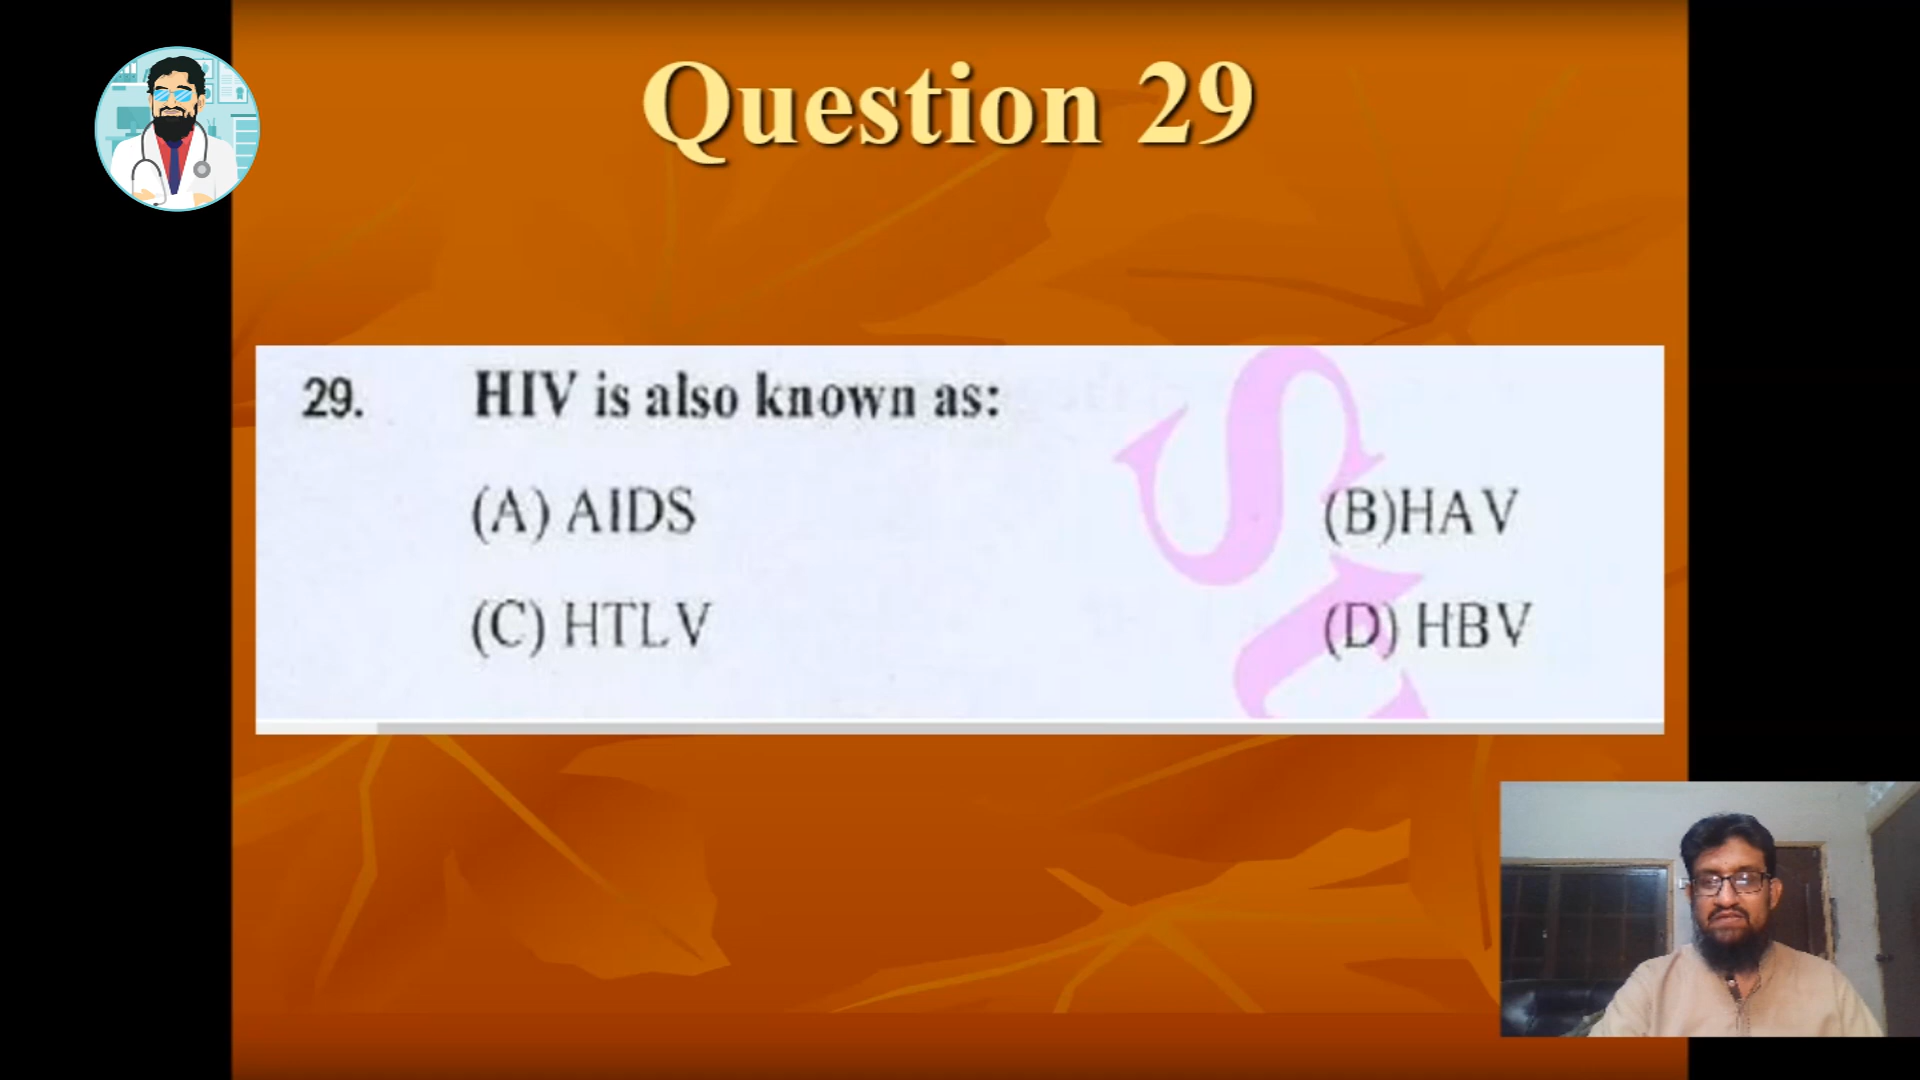 Question 29
29. HIV is also known as:
(A) AIDS (B)HAV
(C) HTLV (D) HBV